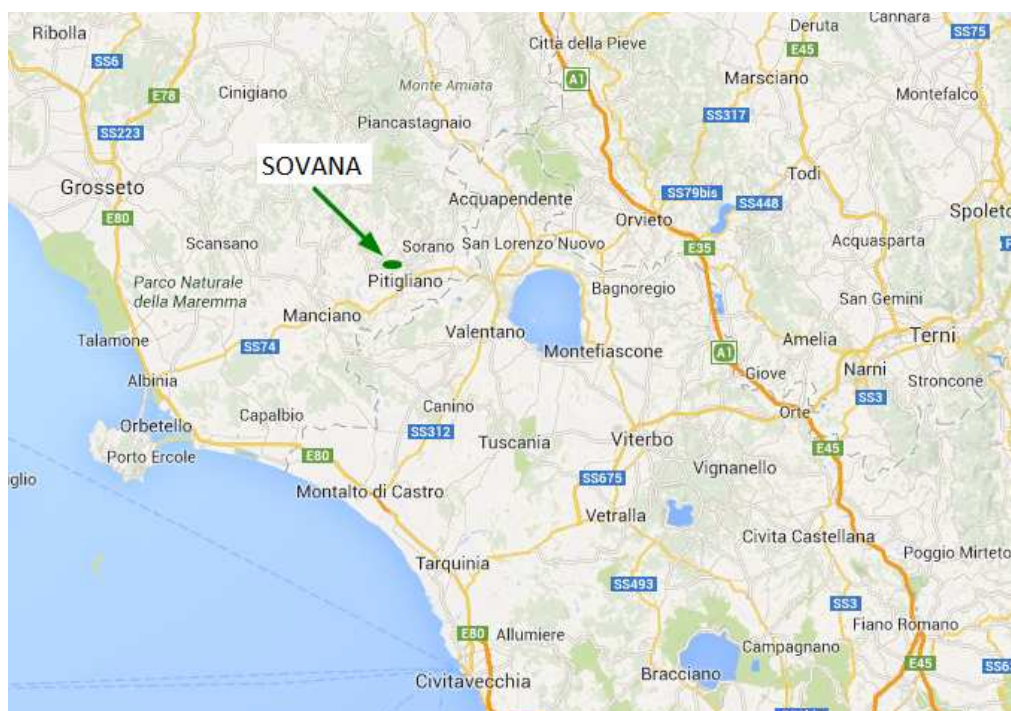 Ribolla
Città della Pieve
Deruta
Cannara
SS75
SS6
E45
A1
Marsciano
Monte Amiata
E78
Cinigiano
Montefalco
SS317
Piancastagnaio
SS223
SOVANA
Todi
Grosseto
SS79bis
SS448
Acquapendente
Orvieto
Spoleto
E80
Scansano
Sorano
San Lorenzo Nuovo
E35
Acquasparta
Parco Naturale
della Maremma
Pitigliano
Bagnoregio
San Gemini
Manciano
Valentano
Talamone
SS74
Montefiascone
A1
Amelia
Terni
Giove
Narni
Albinia
Stroncone
SS3
Orbetello
Capalbio
Canino
Orte
SS312
Tuscania
Viterbo
E45
Porto Ercole
E80
Vignanello
glio
SS675
Montalto di Castro
Vetralla
Civita Castellana
Poggio Mirteto
Tarquinia
SS493
SS3
Fiano Romano
E80
Allumiere
Campagnano
E45
Bracciano
Civitavecchia